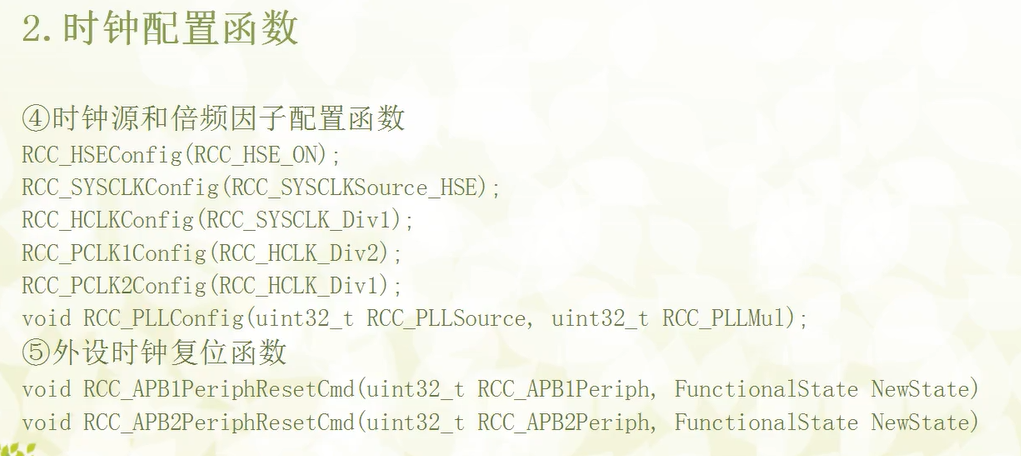 2.时钟配置函数
④时钟源和倍频因子配置函数
RCC_HSEConfig(RCC_HSE_ON);
RCC_SYSCLKConfig(RCC_SYSCLKSource_HSE);
RCC_HCLKConfig(RCC_SYSCLK_Div1);
RCC_PCLK1Config(RCC_HCLK_Div2);
RCC_PCLK2Config(RCC_HCLK_Div1);
void RCC_PLLConfig(uint32_t RCC_PLLSource, uint32_t RCC_PLLMul);
⑤外设时钟复位函数
void RCC_APB1PeriphResetCmd(uint32_t RCC_APB1Periph, FunctionalState NewState)
void RCC_APB2PeriphResetCmd(uint32_t RCC_APB2Periph, FunctionalState NewState)